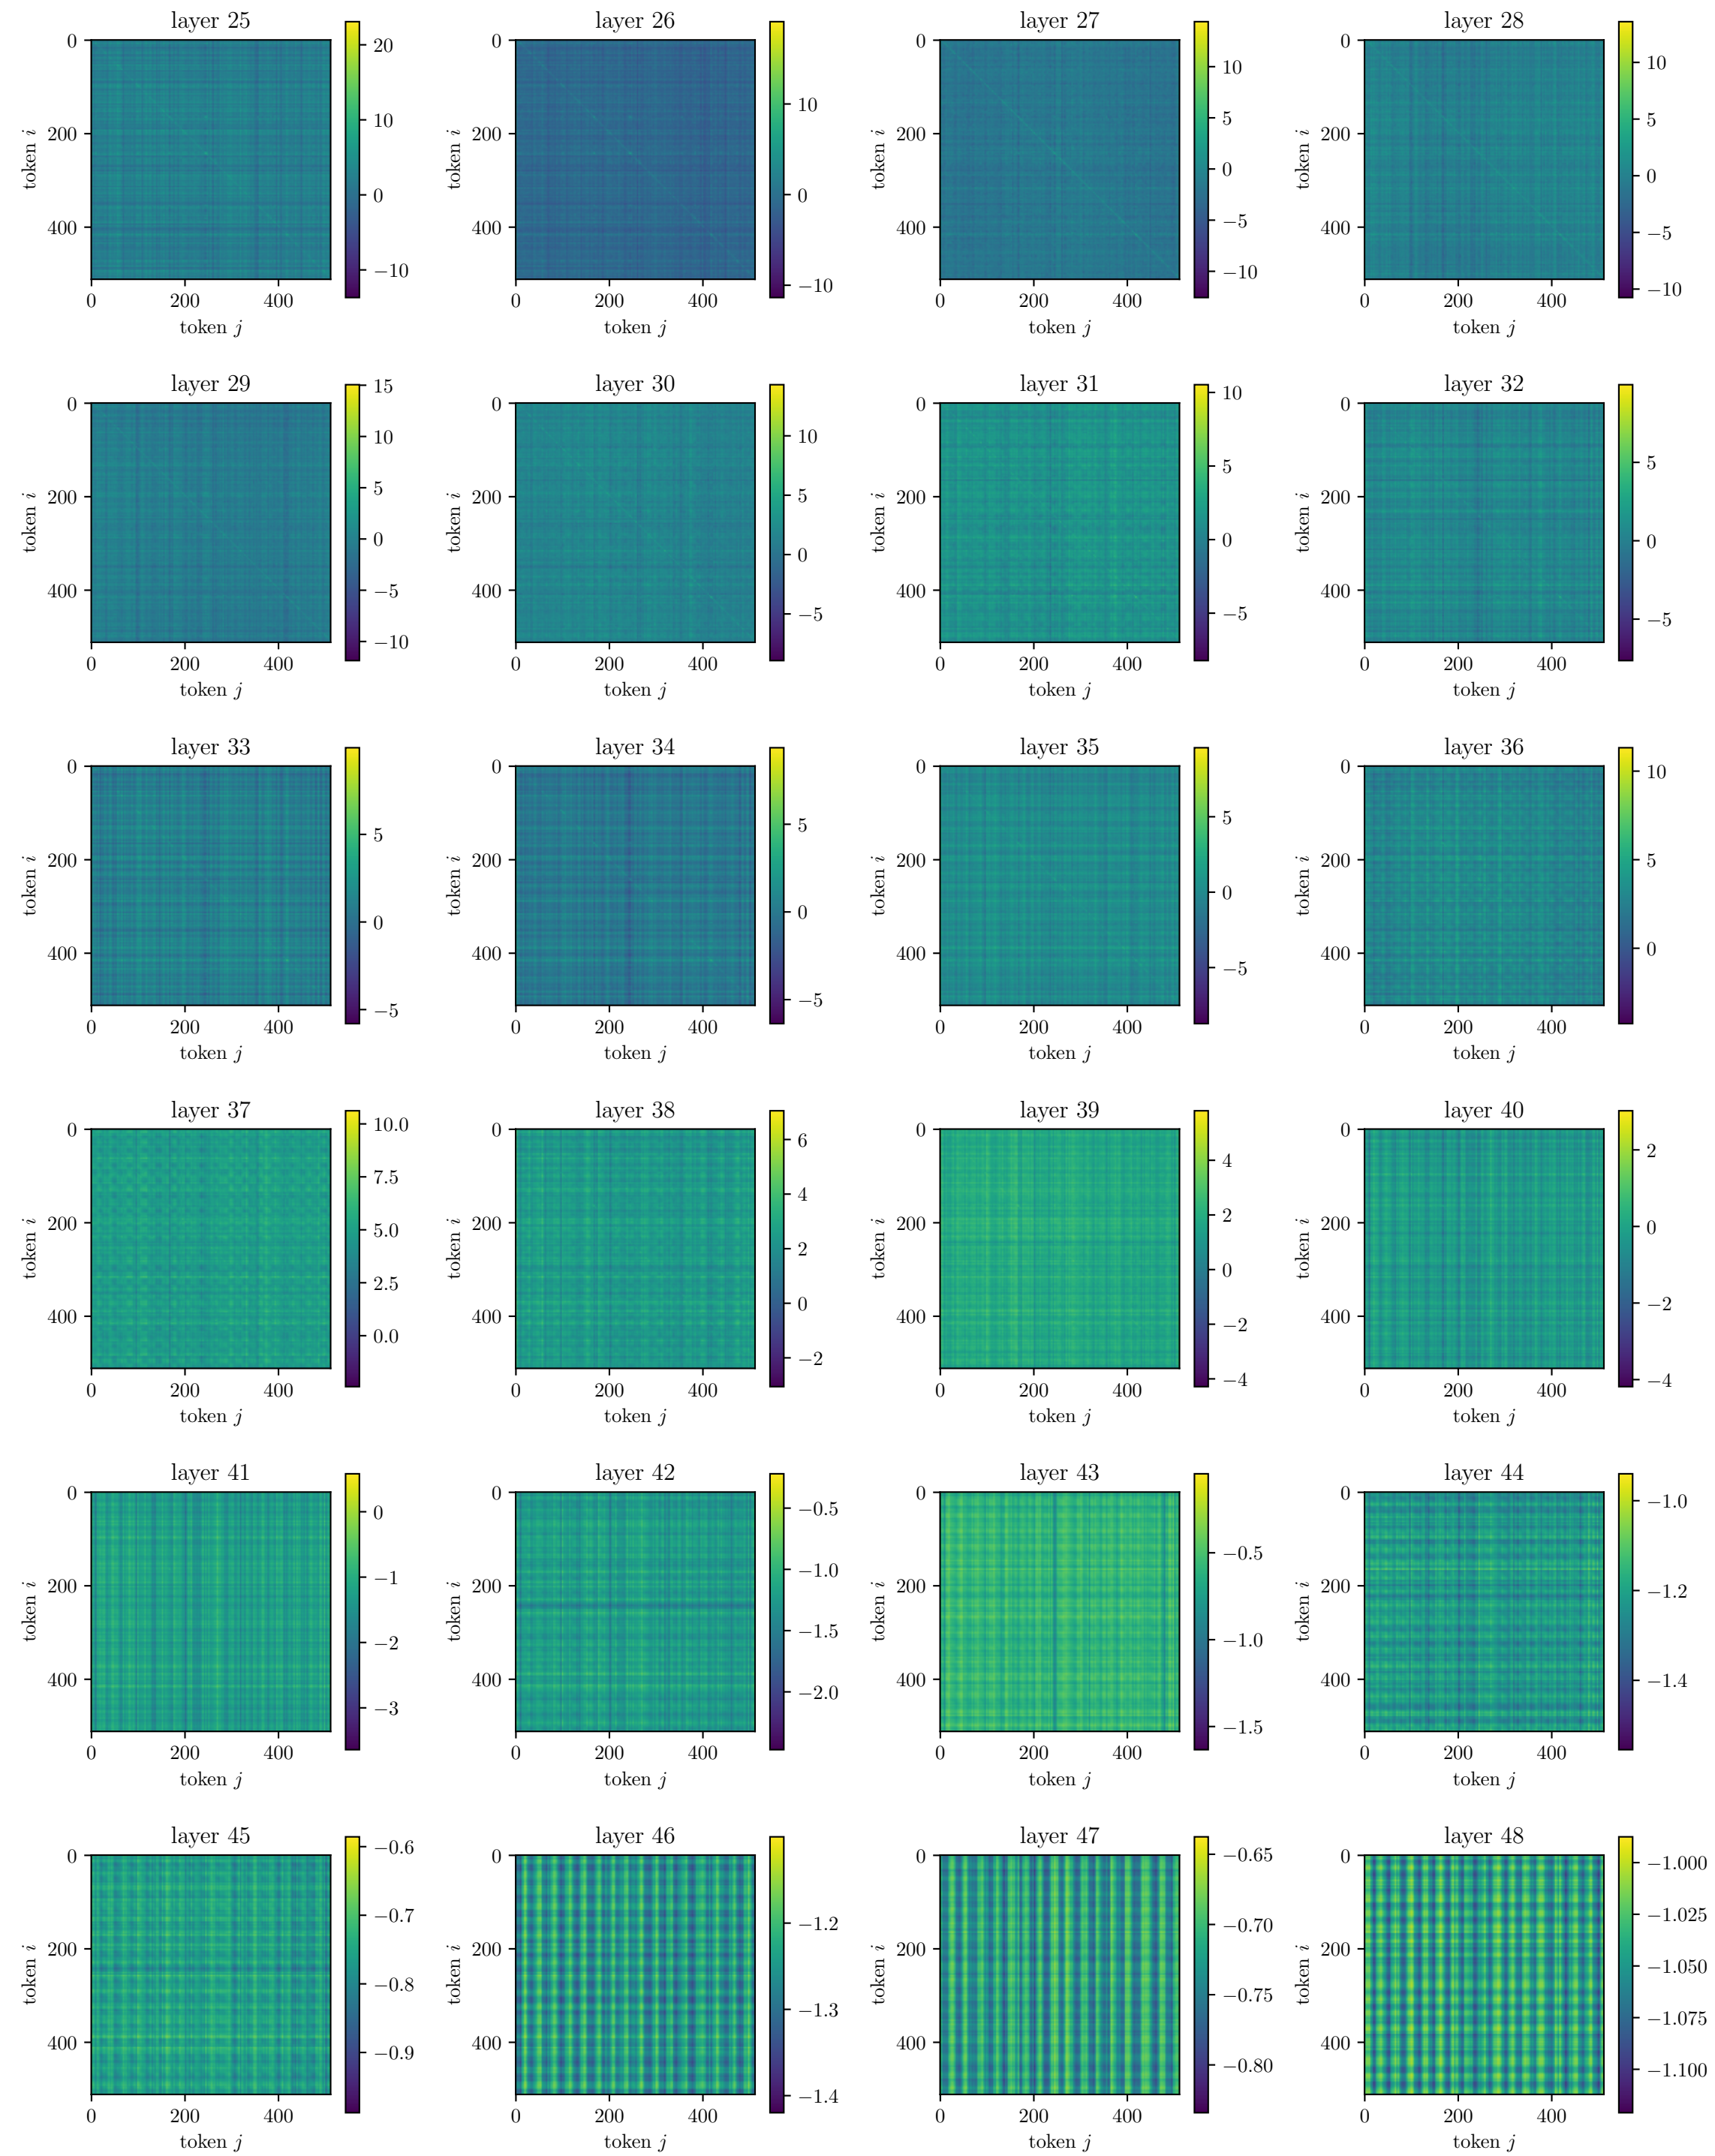 layer 25 layer 26 layer 27 layer 28
0 200 400 token i 20 10 0 −10
0 200 400 token i 10 0 −10
0 200 400 token i 10 5 0 −5 −10
0 200 400 token i 10 5 0 −5 −10
0 200 400 0 200 400 0 200 400 0 200 400
token j token j token j token j
layer 29 layer 30 layer 31 layer 32
0 200 400 token i 15 10 5 0 −5 −10
0 200 400 token i 10 5 0 −5
0 200 400 token i 10 5 0 −5
0 200 400 token i 5 0 −5
0 200 400 0 200 400 0 200 400 0 200 400
token j token j token j token j
layer 33 layer 34 layer 35 layer 36
0 200 400 token i 5 0 −5
0 200 400 token i 5 0 −5
0 200 400 token i 5 0 −5
0 200 400 token i 10 5 0
0 200 400 0 200 400 0 200 400 0 200 400
token j token j token j token j
layer 37 layer 38 layer 39 layer 40
0 200 400 token i 10.0 7.5 5.0 2.5 0.0
0 200 400 token i 6 4 2 0 −2
0 200 400 token i 4 2 0 −2 −4
0 200 400 token i 2 0 −2 −4
0 200 400 0 200 400 0 200 400 0 200 400
token j token j token j token j
layer 41 layer 42 layer 43 layer 44
0 200 400 token i 0 −1 −2 −3
0 200 400 token i −0.5 −1.0 −1.5 −2.0
0 200 400 token i −0.5 −1.0 −1.5
0 200 400 token i −1.0 −1.2 −1.4
0 200 400 0 200 400 0 200 400 0 200 400
token j token j token j token j
layer 45 layer 46 layer 47 layer 48
0 200 400 token i −0.6 −0.7 −0.8 −0.9
0 200 400 token i −1.2 −1.3 −1.4
0 200 400 token i −0.65 −0.70 −0.75 −0.80
0 200 400 token i −1.000 −1.025 −1.050 −1.075 −1.100
0 200 400 0 200 400 0 200 400 0 200 400
token j token j token j token j